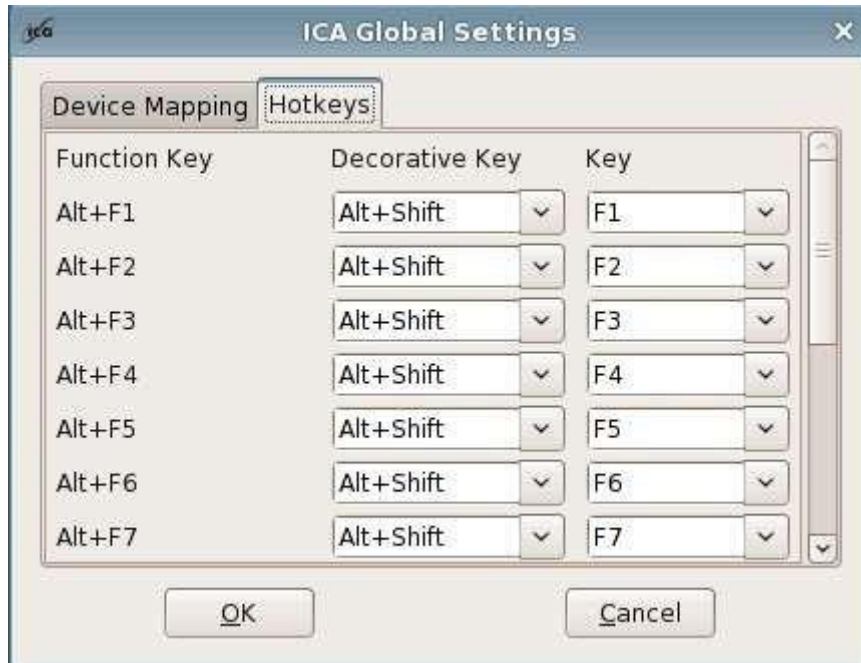 ica ICA Global Settings
Device Mapping Hotkeys
Function Key Decorative Key Key
Alt+F1 Alt+Shift F1
Alt+F2 Alt+Shift F2
Alt+F3 Alt+Shift F3
Alt+F4 Alt+Shift F4
Alt+F5 Alt+Shift F5
Alt+F6 Alt+Shift F6
Alt+F7 Alt+Shift F7
OK Cancel